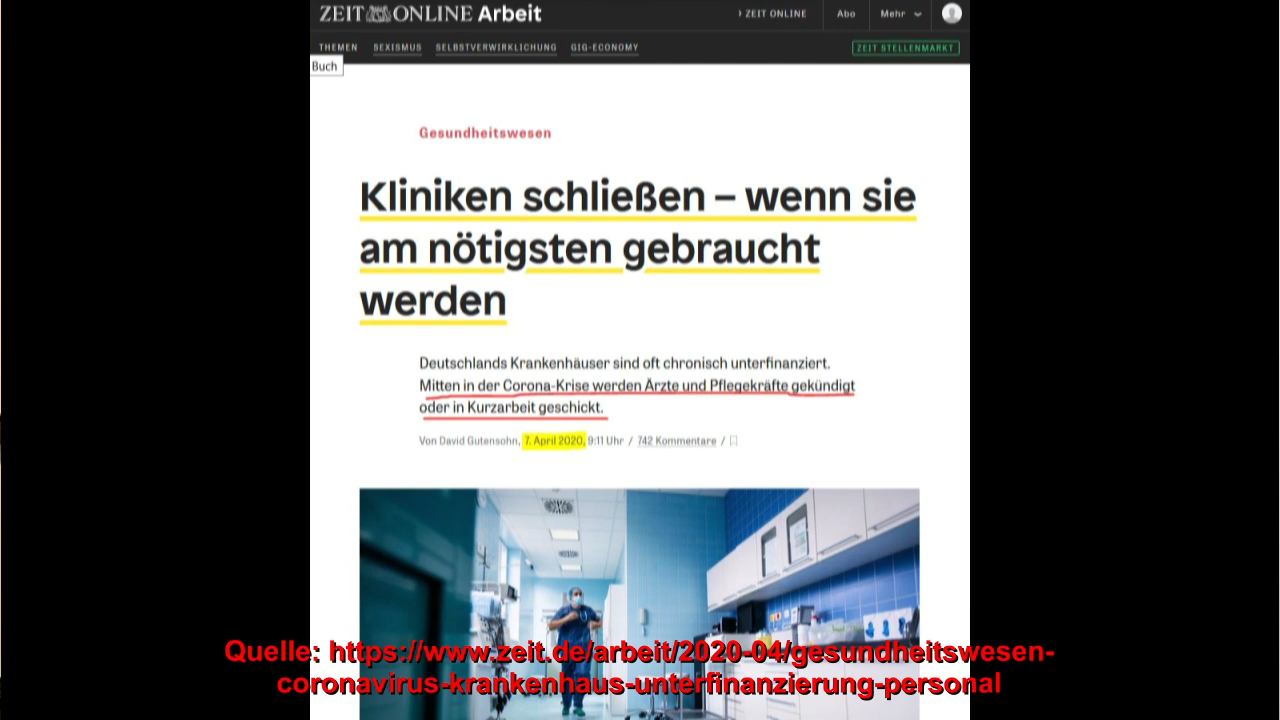 ZEIT ONLINE Arbeit
› ZEIT ONLINE
Abo
Mehr
THEMEN SEXISMUS SELBSTVERWIRKLICHUNG GIG-ECONOMY
ZEIT STELLENMARKT
Buch
Gesundheitswesen
Kliniken schließen – wenn sie
am nötigsten gebraucht
werden
Deutschlands Krankenhäuser sind oft chronisch unterfinanziert.
Mitten in der Corona-Krise werden Ärzte und Pflegekräfte gekündigt
oder in Kurzarbeit geschickt.
Von David Gutensohn, 7. April 2020, 9:11 Uhr / 742 Kommentare /
Quelle: https://www.zeit.de/arbeit/2020-04/gesundheitswesen-
coronavirus-krankenhaus-unterfinanzierung-personal